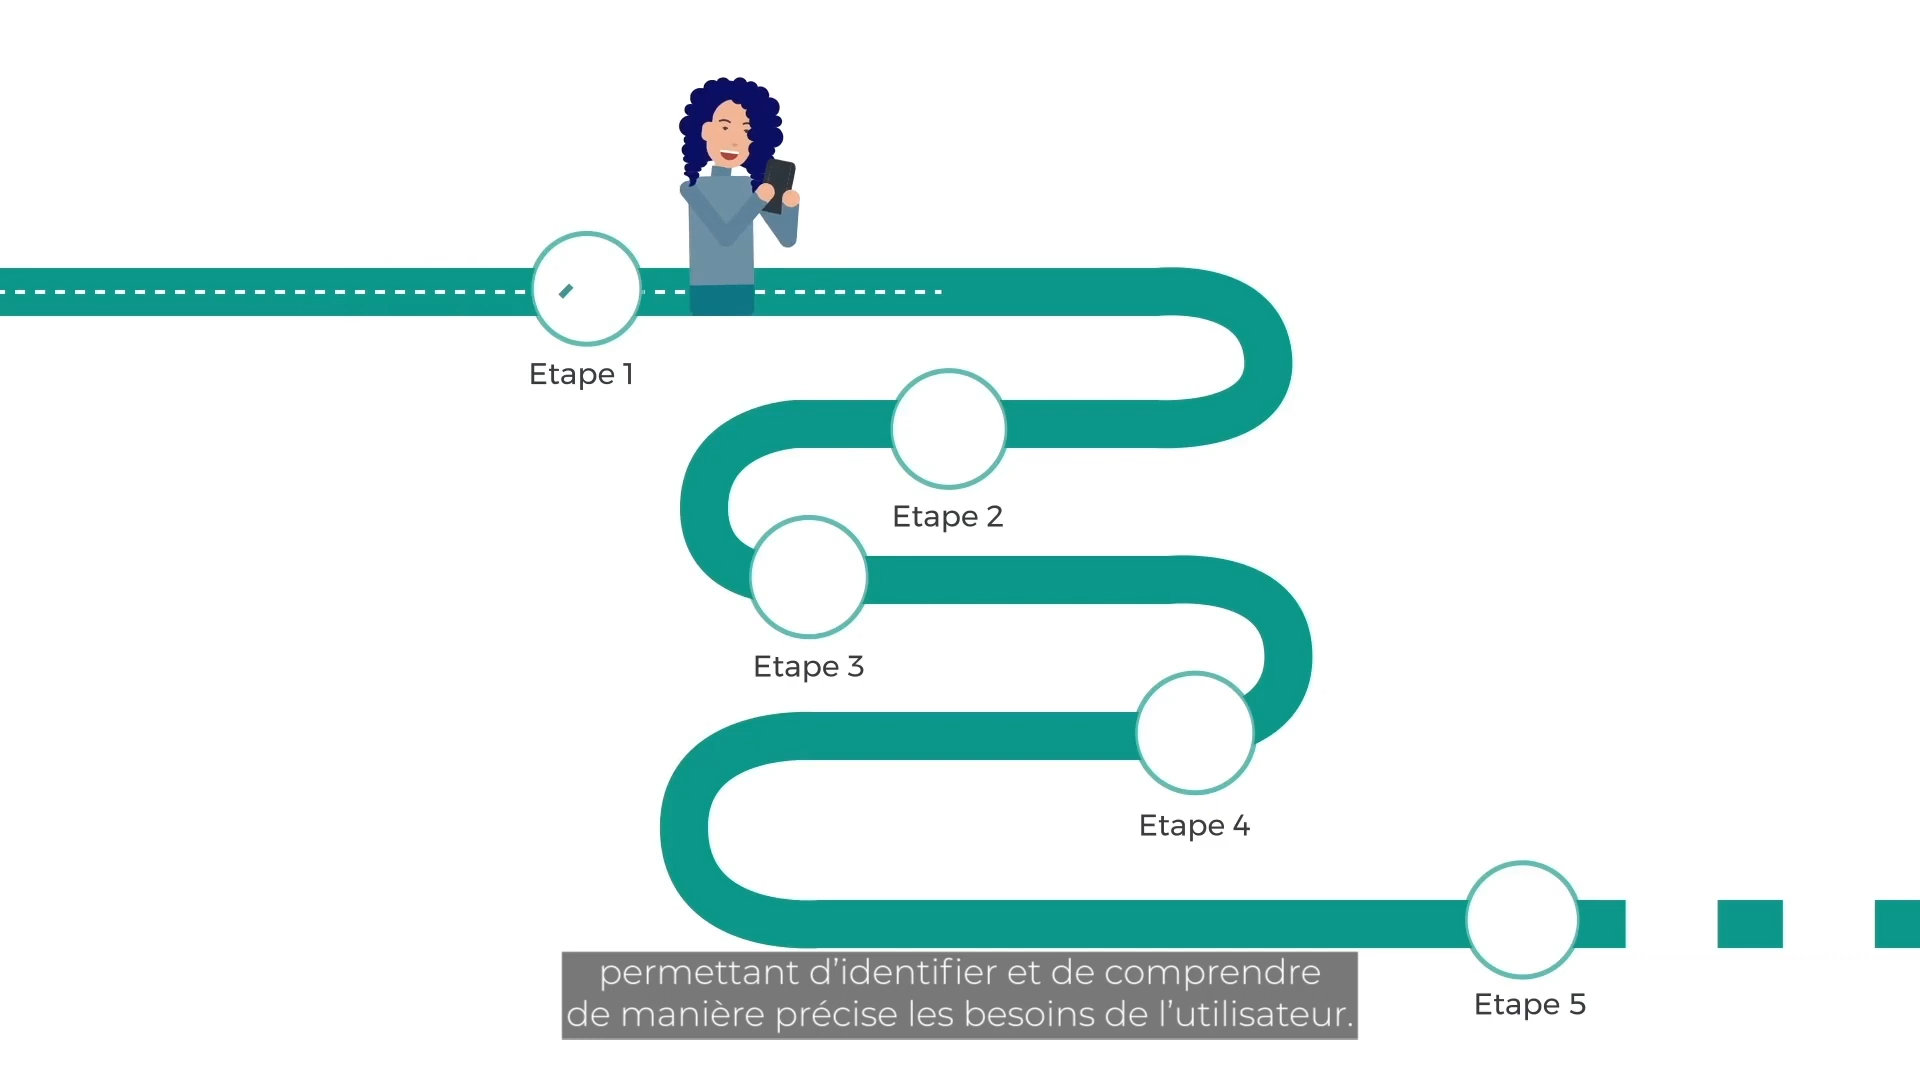 Etape 1
Etape 2
Etape 3
Etape 4
Etape 5
permettant d’identifier et de comprendre
de manière précise les besoins de l’utilisateur.